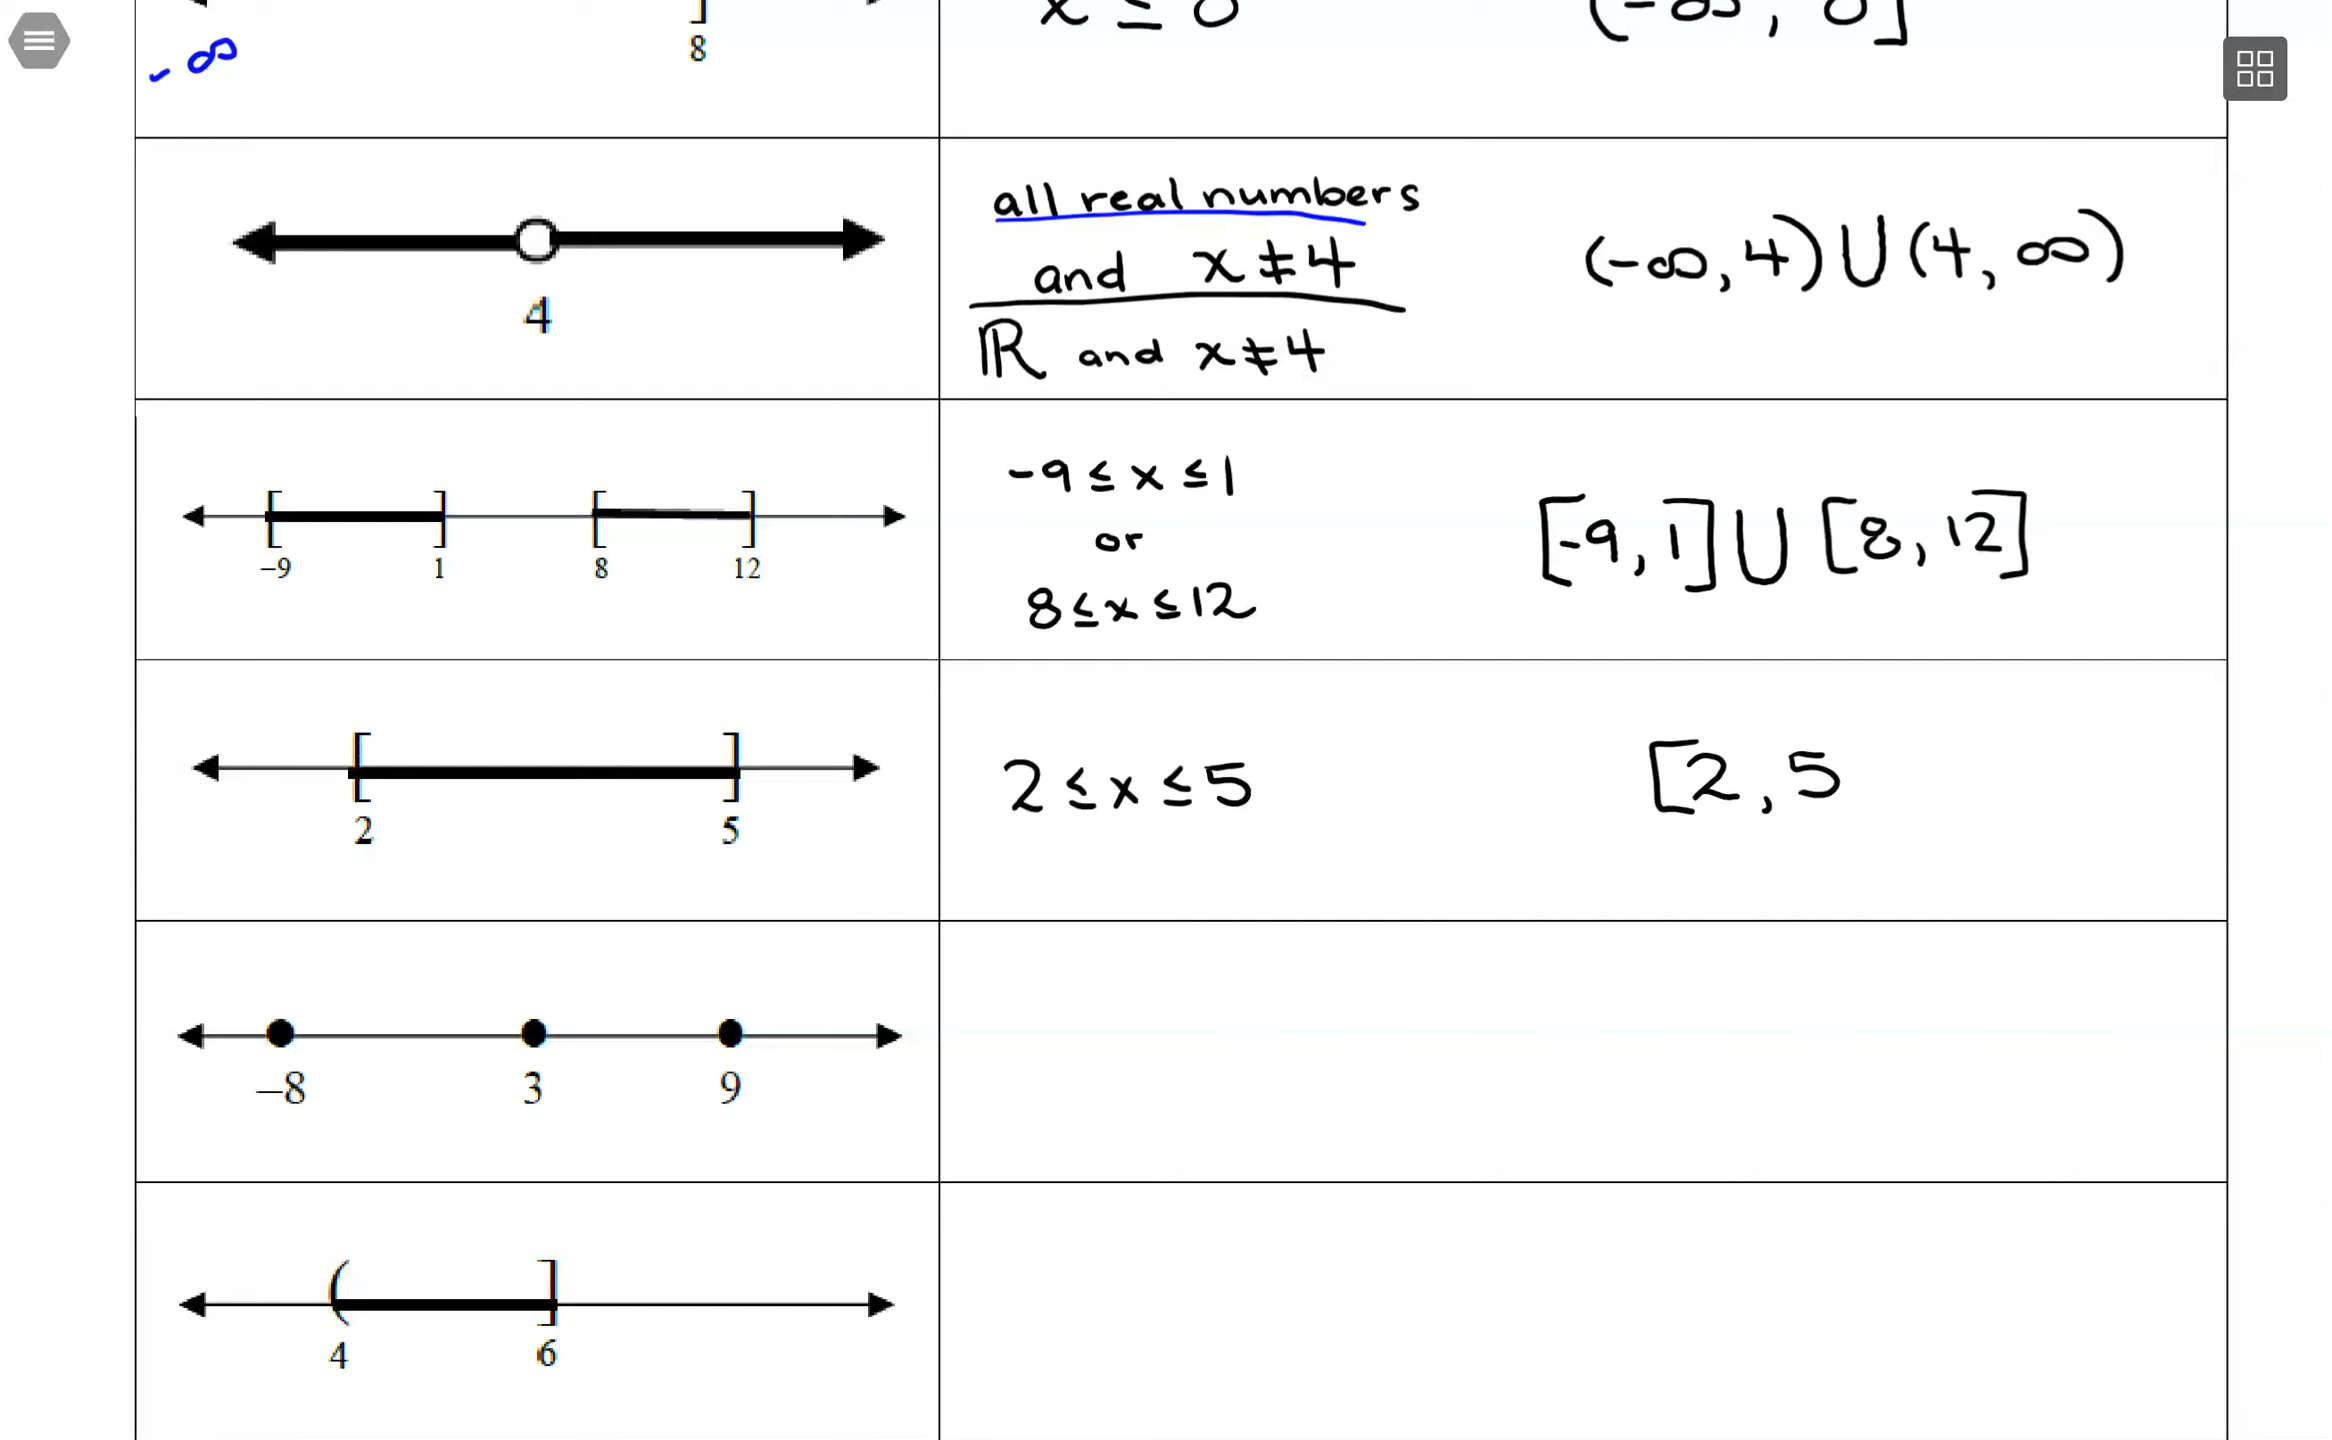 8
x ≤ 8
(-∞, 8]
- ∞
4
all real numbers
and x ≠ 4
ℝ and x ≠ 4
(-∞, 4) ∪ (4, ∞)
[ ] [ ]
–9 1 8 12
-9 ≤ x ≤ 1
or
8 ≤ x ≤ 12
[-9, 1] ∪ [8, 12]
[ ]
2 5
2 ≤ x ≤ 5
[2, 5
–8 3 9
( ]
4 6